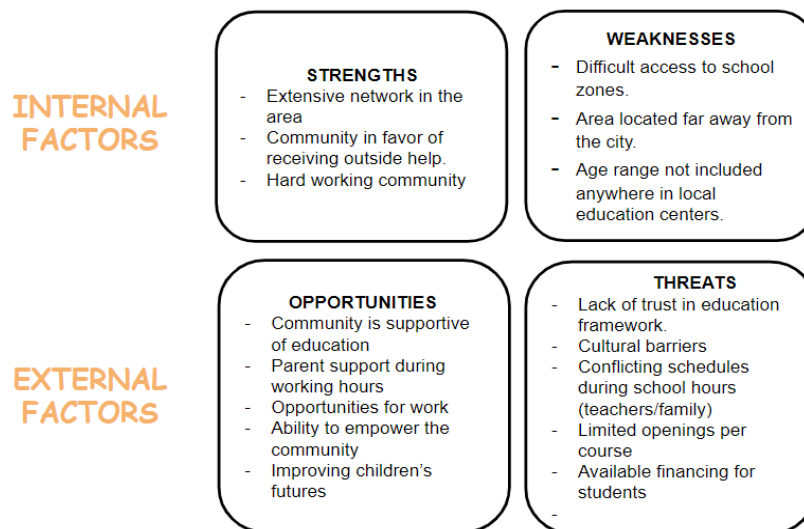 INTERNAL
FACTORS
STRENGTHS
- Extensive network in the
area
- Community in favor of
receiving outside help.
- Hard working community
WEAKNESSES
- Difficult access to school
zones.
- Area located far away from
the city.
- Age range not included
anywhere in local
education centers.
EXTERNAL
FACTORS
OPPORTUNITIES
- Community is supportive
of education
- Parent support during
working hours
- Opportunities for work
- Ability to empower the
community
- Improving children's
futures
THREATS
- Lack of trust in education
framework.
- Cultural barriers
- Conflicting schedules
during school hours
(teachers/family)
- Limited openings per
course
- Available financing for
students
-